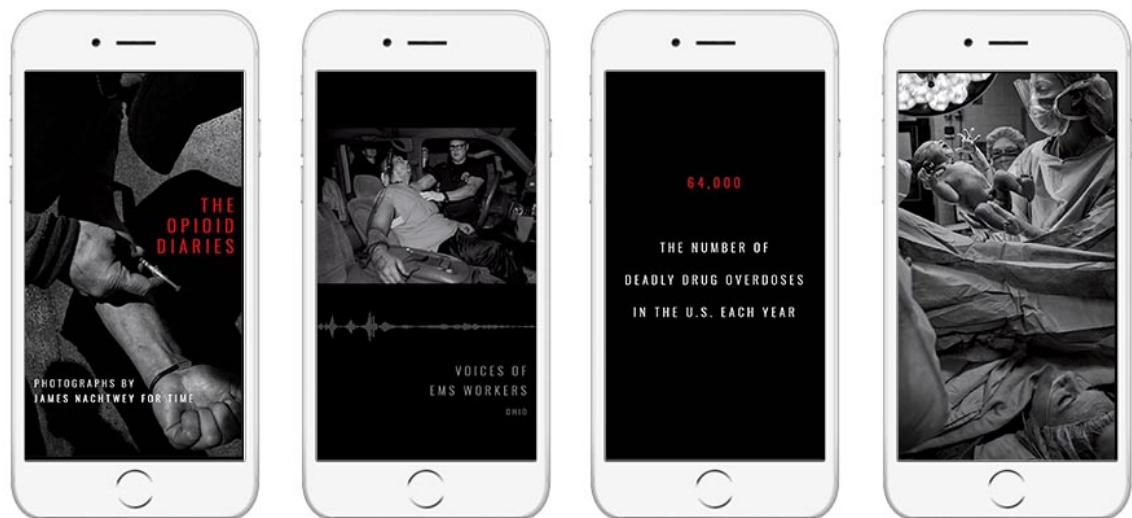 THE
OPIOID
DIARIES
PHOTOGRAPHS BY
JAMES NACHTWEY FOR TIME
VOICES OF
EMS WORKERS
OHIO
64,000
THE NUMBER OF
DEADLY DRUG OVERDOSES
IN THE U.S. EACH YEAR